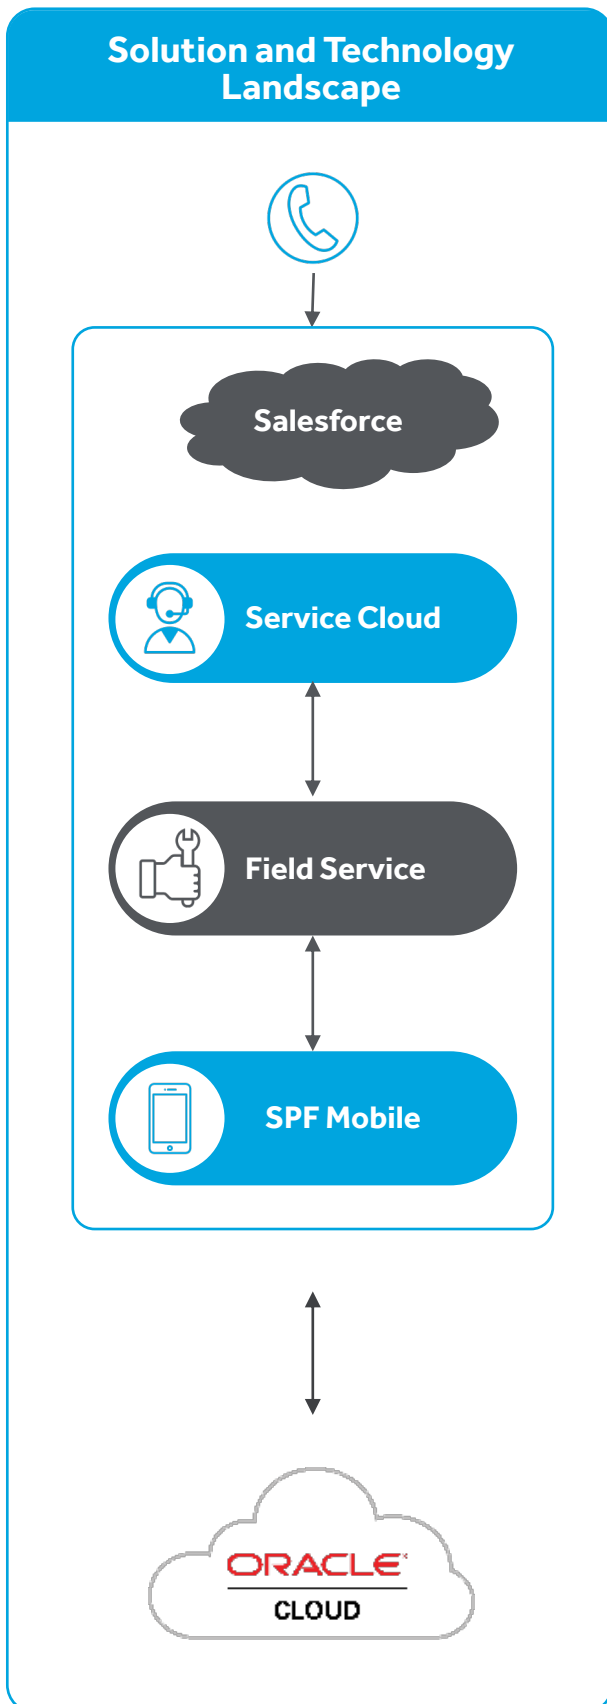 Solution and Technology
Landscape
Salesforce
Service Cloud
Field Service
SPF Mobile
ORACLE
CLOUD